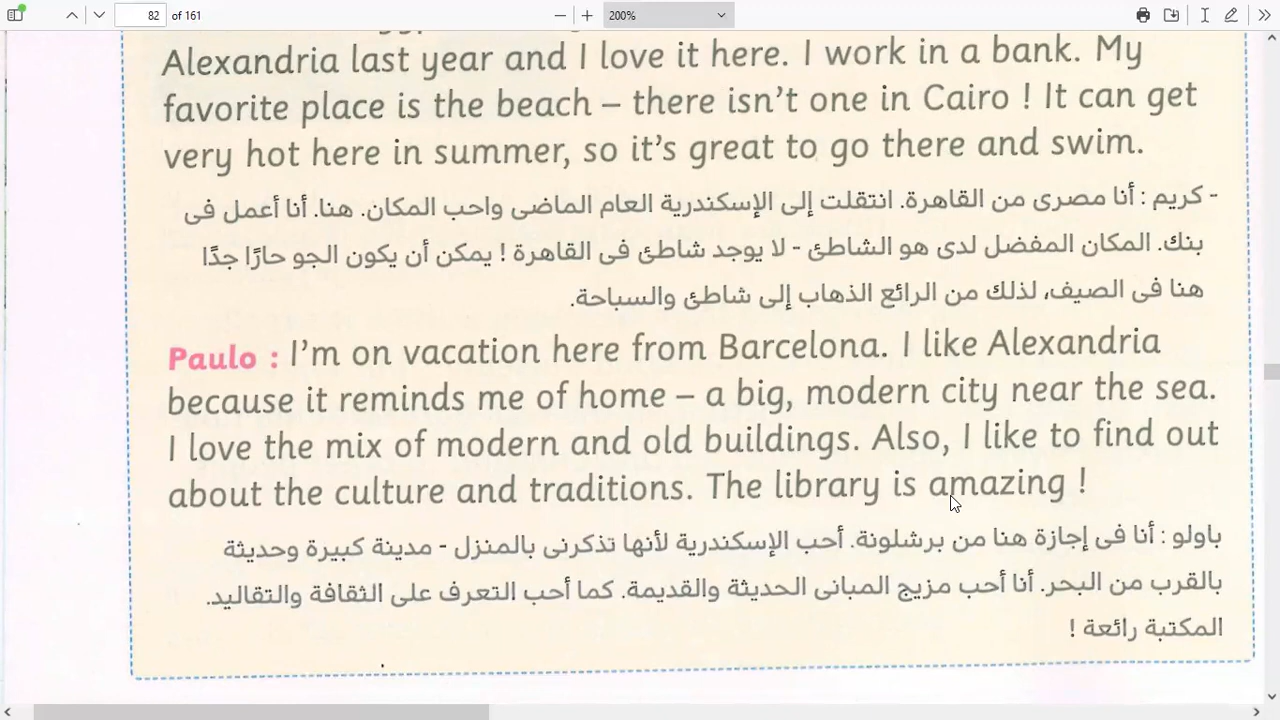 82 of 161
200%
Alexandria last year and I love it here. I work in a bank. My
favorite place is the beach – there isn't one in Cairo ! It can get
very hot here in summer, so it's great to go there and swim.
- كريم : أنا مصرى من القاهرة. انتقلت إلى الإسكندرية العام الماضى واحب المكان. هنا. أنا أعمل فى
بنك. المكان المفضل لدى هو الشاطئ - لا يوجد شاطئ فى القاهرة ! يمكن أن يكون الجو حارًا جدًا
هنا فى الصيف، لذلك من الرائع الذهاب إلى شاطئ والسباحة.
Paulo : I'm on vacation here from Barcelona. I like Alexandria
because it reminds me of home – a big, modern city near the sea.
I love the mix of modern and old buildings. Also, I like to find out
about the culture and traditions. The library is amazing !
باولو : أنا فى إجازة هنا من برشلونة. أحب الإسكندرية لأنها تذكرنى بالمنزل - مدينة كبيرة وحديثة
بالقرب من البحر. أنا أحب مزيج المبانى الحديثة والقديمة. كما أحب التعرف على الثقافة والتقاليد.
المكتبة رائعة !